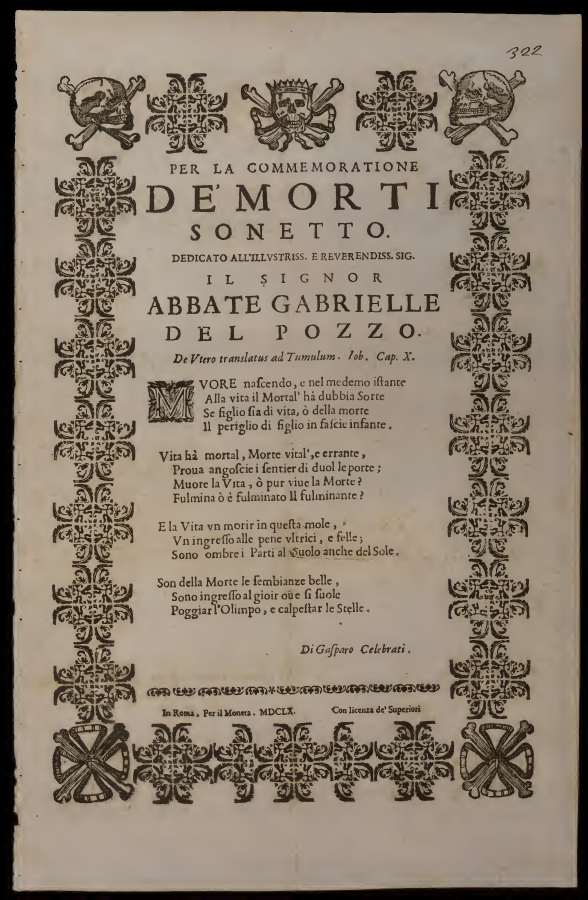 322
PER LA COMMEMORATIONE
DE' MORTI
SONETTO.
DEDICATO ALL'ILLVSTRISS. E REVERENDISS. SIG.
IL SIGNOR
ABBATE GABRIELLE
DEL POZZO.
De Vtero translatus ad Tumulum. Iob. Cap. X.
MVORE naſcendo, e nel medemo iſtante
Alla vita il Mortal' hà dubbia Sorte
Se figlio ſia di vita, ò della morte
Il periglio di figlio in faſcie infante.
Vita hà mortal, Morte vital', e errante,
Proua angoſcie i ſentier di duol le porte;
Muore la Vita, ò pur viue la Morte?
Fulmina ò è fulminato Il fulminante?
E la Vita vn morir in queſta mole,
Vn ingreſſo alle pene vltrici, e felle;
Sono ombre i Parti al Suolo anche del Sole.
Son della Morte le ſembianze belle,
Sono ingreſſo al gioir oue ſi ſuole
Poggiar l'Olimpo, e calpeſtar le Stelle.
Di Gaſparo Celebrati.
In Roma, Per il Moneta. MDCLX. Con licenza de' Superiori